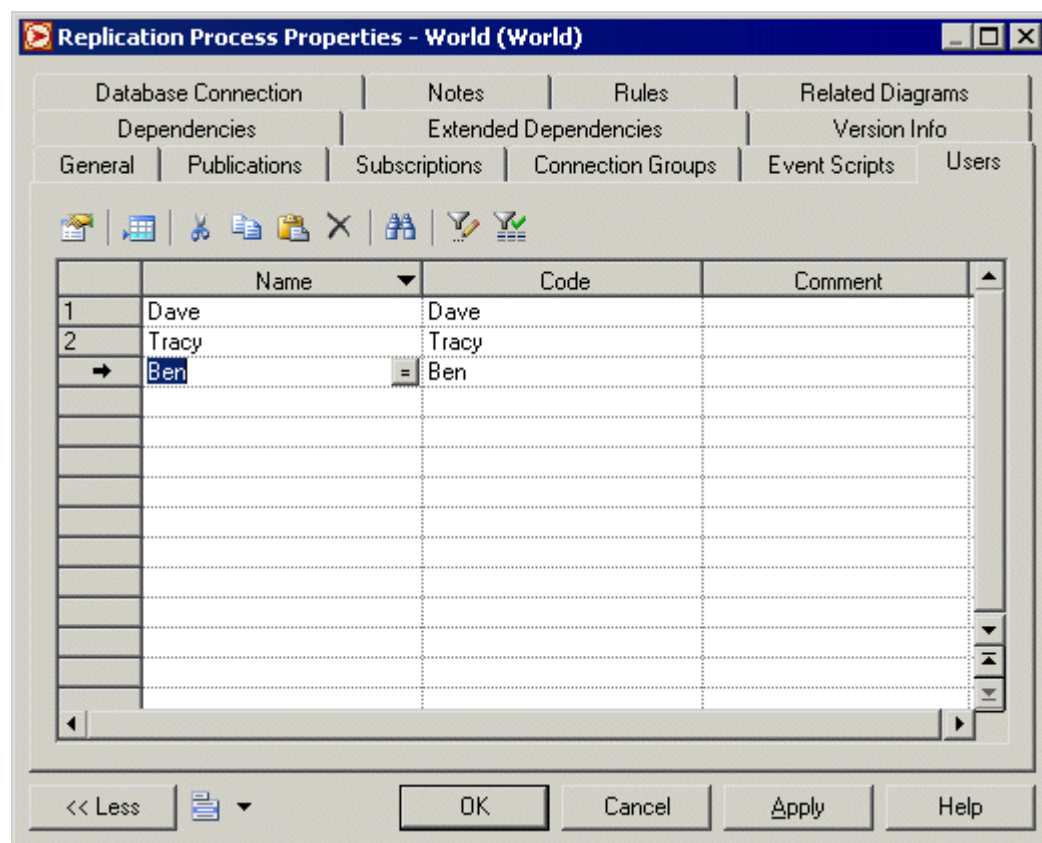 Replication Process Properties - World (World)
Database Connection Notes Rules Related Diagrams
Dependencies Extended Dependencies Version Info
General Publications Subscriptions Connection Groups Event Scripts Users
Name Code Comment
1 Dave Dave
2 Tracy Tracy
Ben = Ben
<< Less OK Cancel Apply Help